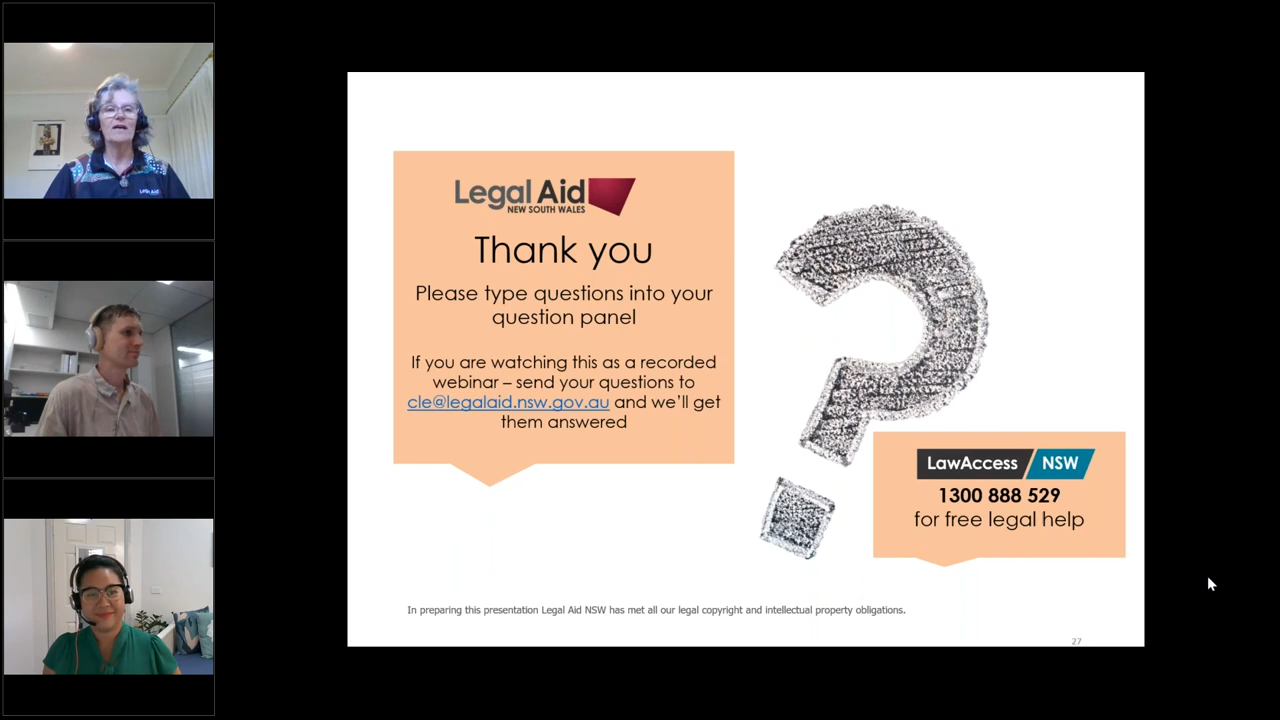 Legal Aid
NEW SOUTH WALES
Thank you
Please type questions into your
question panel
If you are watching this as a recorded
webinar – send your questions to
cle@legalaid.nsw.gov.au and we'll get
them answered
LawAccess NSW
1300 888 529
for free legal help
In preparing this presentation Legal Aid NSW has met all our legal copyright and intellectual property obligations.
27
Legal Aid